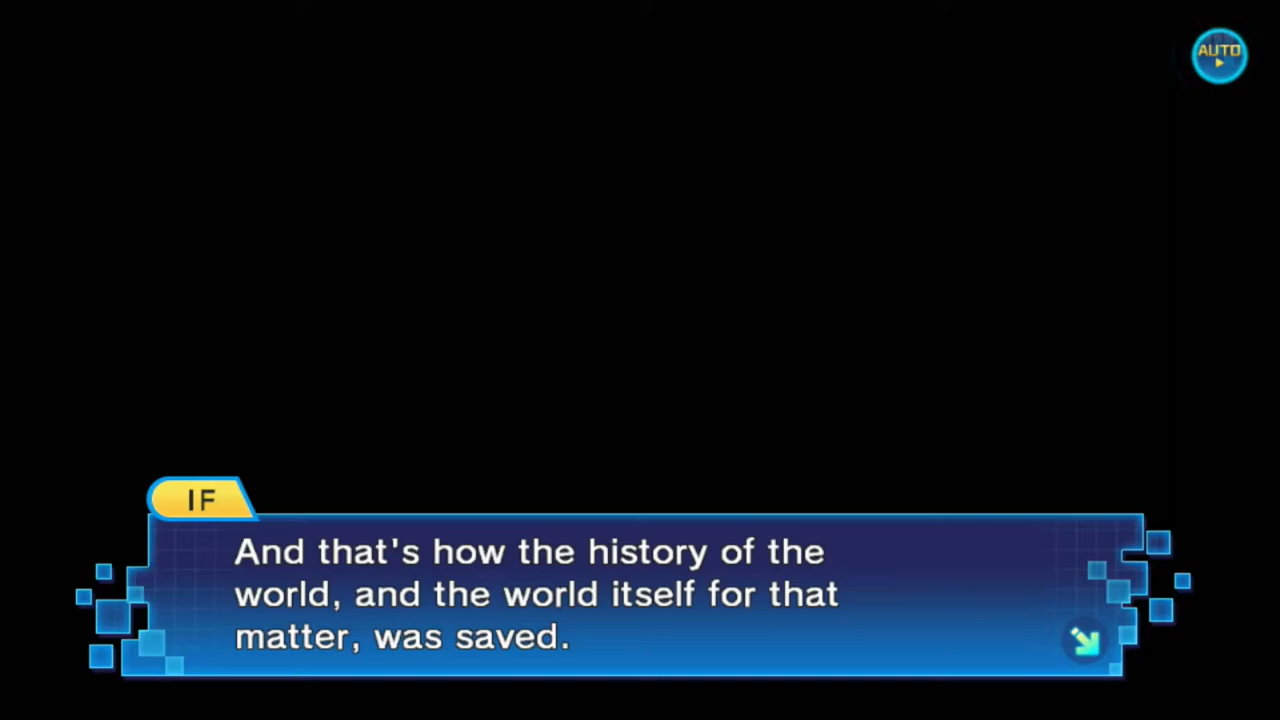 AUTO
IF
And that's how the history of the
world, and the world itself for that
matter, was saved.